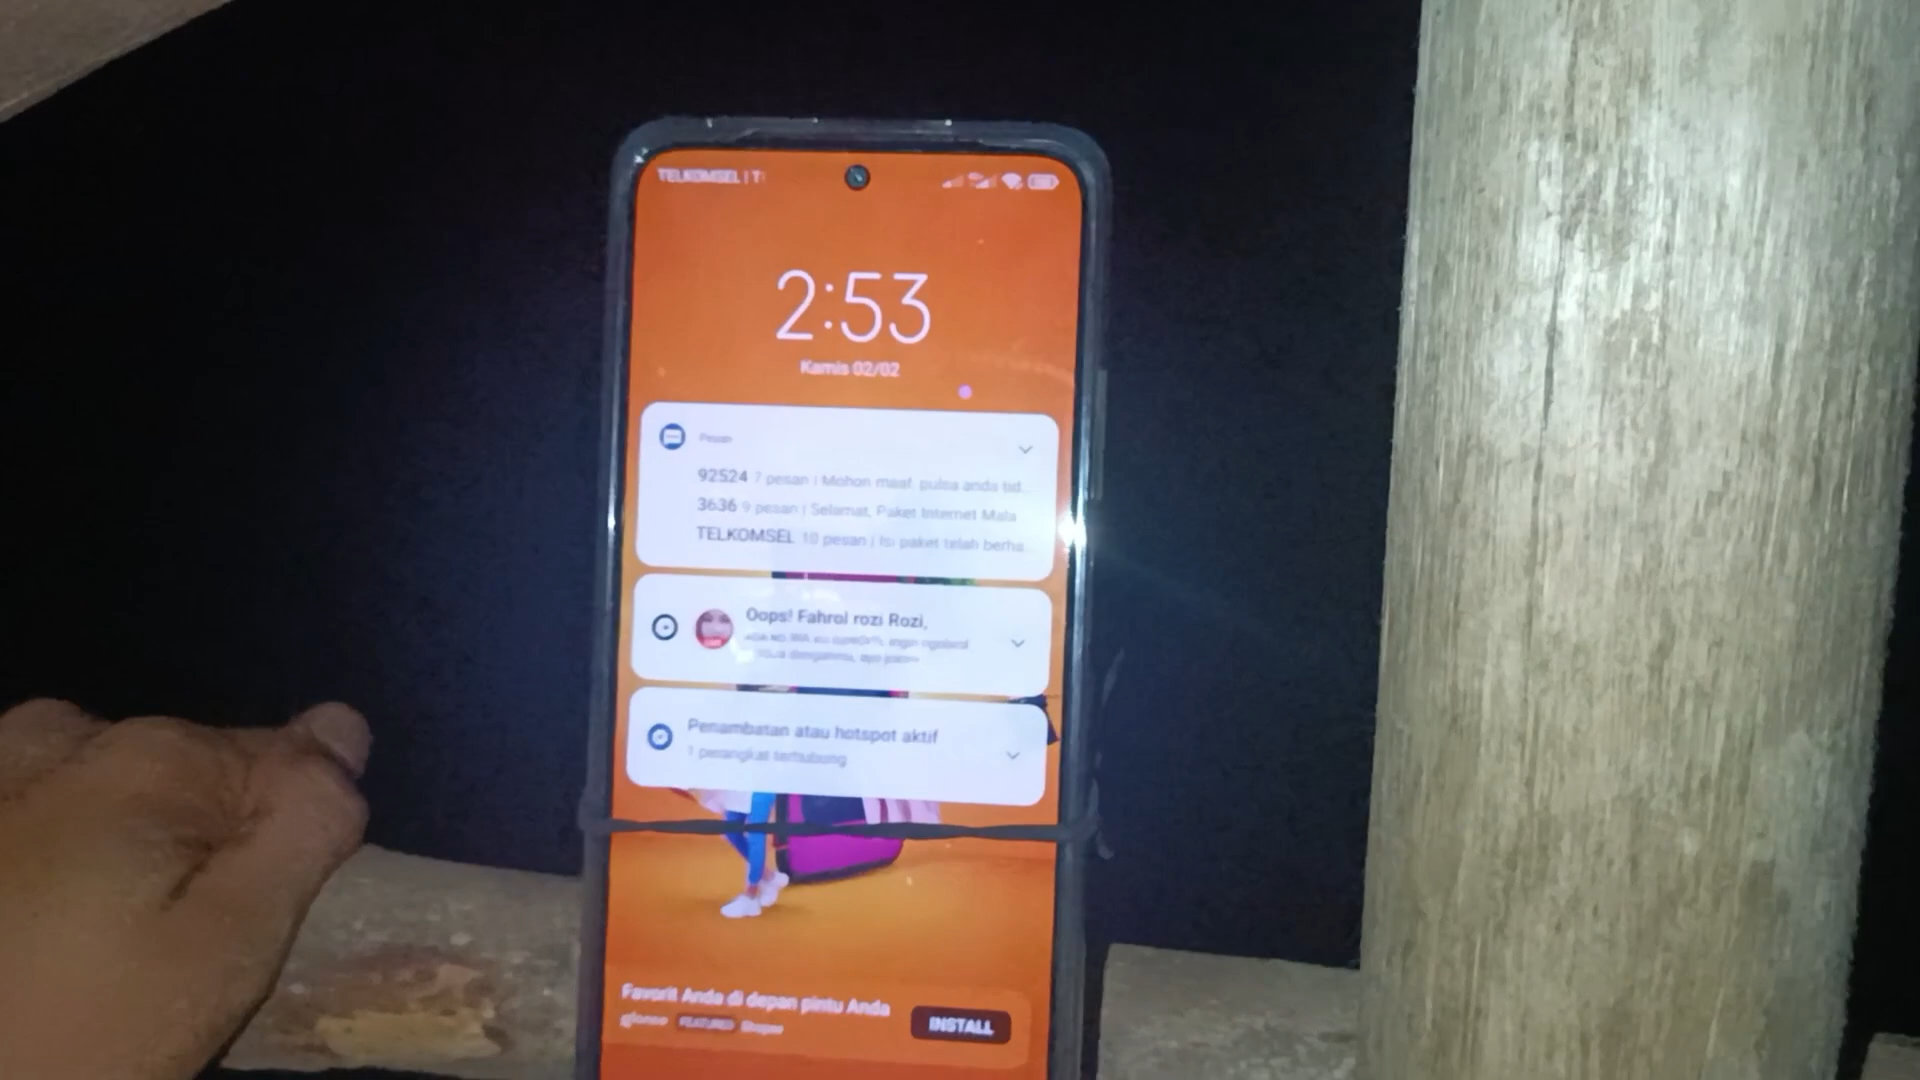 TELKOMSEL | T
2:53
Kamis 02/02
Pesan
92524 7 pesan | Mohon maaf, pulsa anda tid..
3636 9 pesan | Selamat, Paket Internet Mala
TELKOMSEL 10 pesan | Isi paket telah berha..
Oops! Fahrol rozi Rozi,
Penambatan atau hotspot aktif
1 perangkat terhubung
Favorit Anda di depan pintu Anda
glance FEATURED Shopee
INSTALL